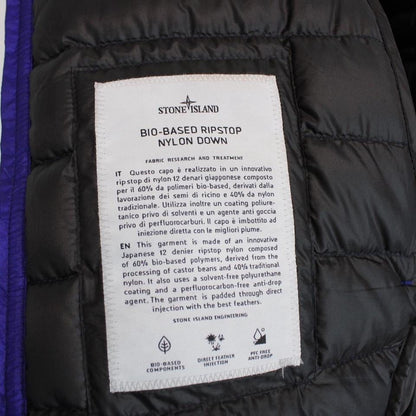 STONE ISLAND
BIO-BASED RIPSTOP
NYLON DOWN
FABRIC RESEARCH AND TREATMENT
IT Questo capo è realizzato in un innovativo
ripstop di nylon 12 denari giapponese composto
per il 60% da polimeri bio-based, derivati dalla
lavorazione dei semi di ricino e 40% da nylon
tradizionale. Utilizza inoltre un coating poliure-
tanico privo di solventi e un agente anti goccia
privo di perfluorocarburi. Il capo è imbottito ad
iniezione diretta con le migliori piume.
EN This garment is made of an innovative
Japanese 12 denier ripstop nylon composed
of 60% bio-based polymers, derived from the
processing of castor beans and 40% traditional
nylon. It also uses a solvent-free polyurethane
coating and a perfluorocarbon-free anti-drop
agent. The garment is padded through direct
injection with the best feathers.
STONE ISLAND ENGINEERING
BIO-BASED
COMPONENTS
DIRECT FEATHER
INJECTION
PFC FREE
ANTI-DROP